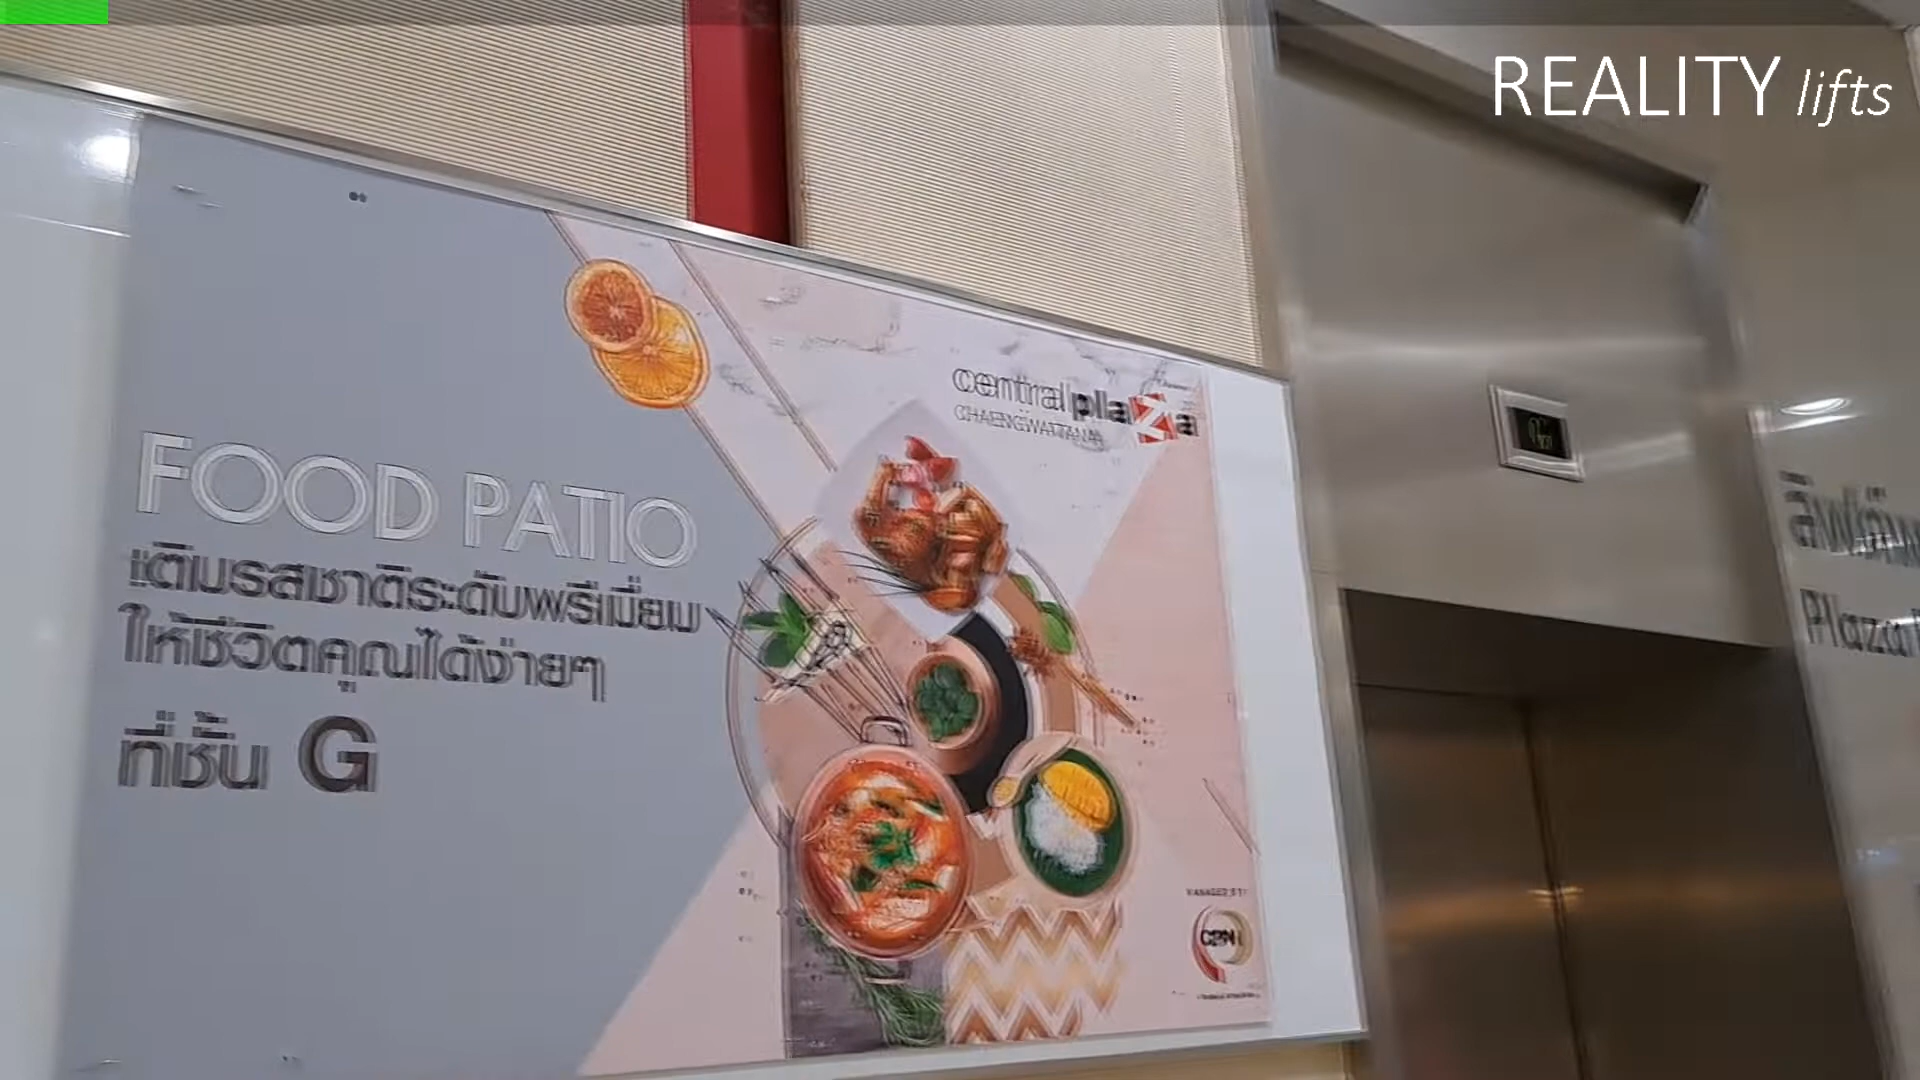 REALITY lifts
centralplaza
CHAENGWATTANA
FOOD PATIO
เติมรสชาติระดับพรีเมี่ยม
ให้ชีวิตคุณได้ง่ายๆ
ที่ชั้น G
MANAGED BY
CPN
Plaza